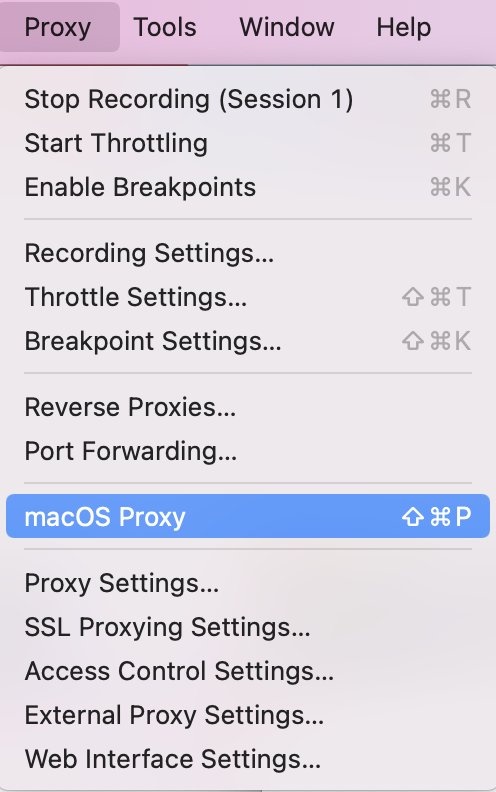 Proxy Tools Window Help
Stop Recording (Session 1) ⌘R
Start Throttling ⌘T
Enable Breakpoints ⌘K
Recording Settings...
Throttle Settings... ⇧⌘T
Breakpoint Settings... ⇧⌘K
Reverse Proxies...
Port Forwarding...
macOS Proxy ⇧⌘P
Proxy Settings...
SSL Proxying Settings...
Access Control Settings...
External Proxy Settings...
Web Interface Settings...